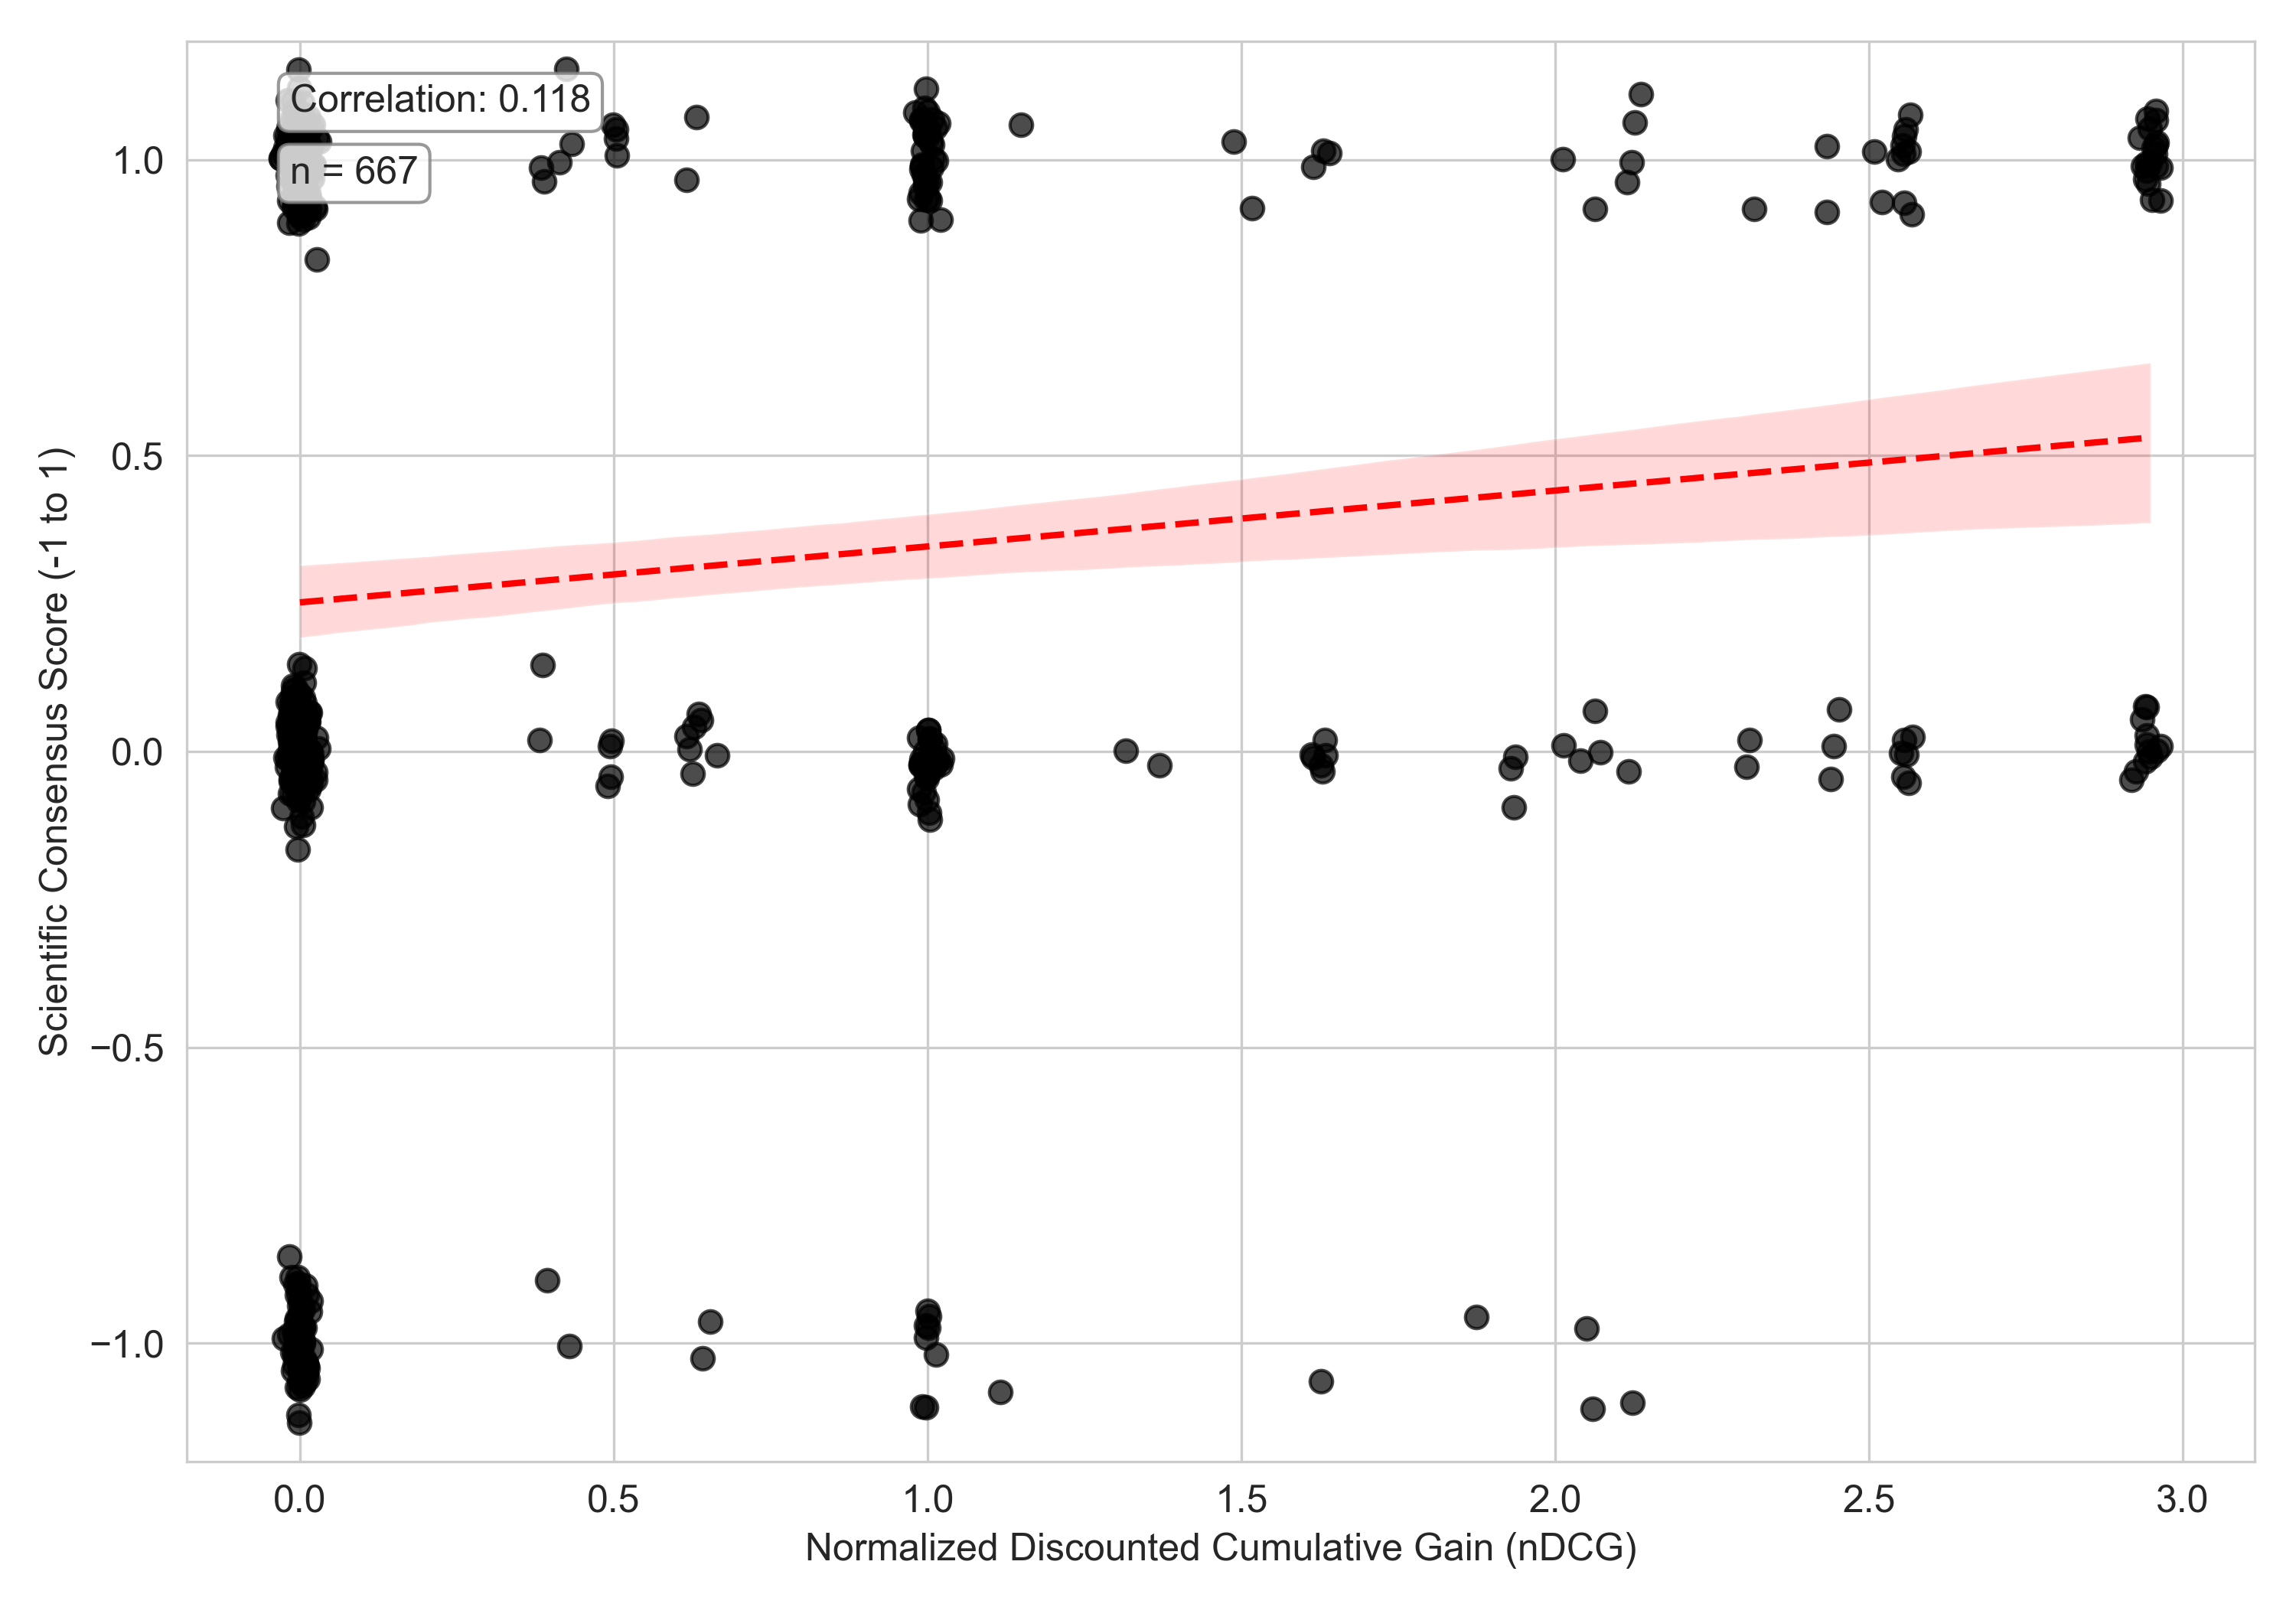 Correlation: 0.118
n = 667
Scientific Consensus Score (-1 to 1)
1.0
0.5
0.0
−0.5
−1.0
0.0 0.5 1.0 1.5 2.0 2.5 3.0
Normalized Discounted Cumulative Gain (nDCG)